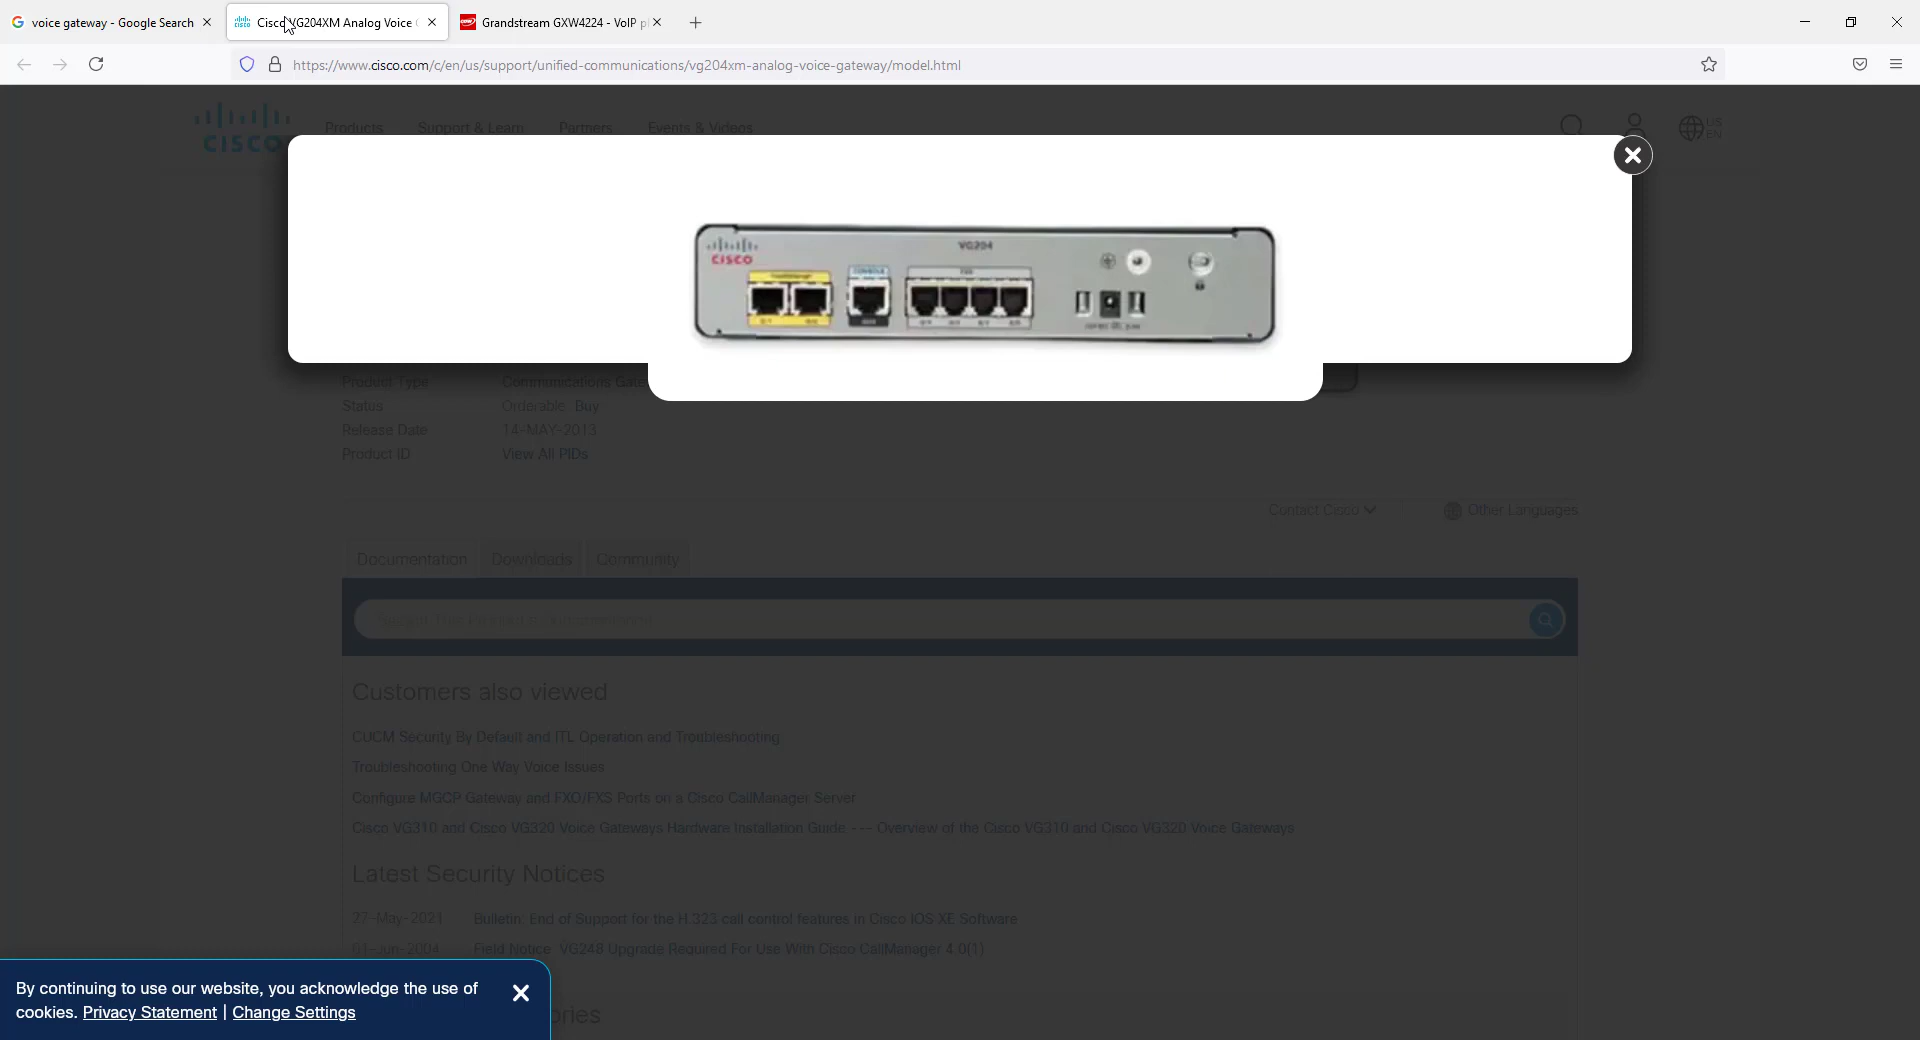 voice gateway - Google Search
Cisco VG204XM Analog Voice
Grandstream GXW4224 - VoIP p
https://www.cisco.com/c/en/us/support/unified-communications/vg204xm-analog-voice-gateway/model.html
CISCO
Products
Support & Learn
Partners
Events & Videos
US
EN
CISCO
VG204
CONSOLE
FXS
Product Type
Communications Gate
Status
Orderable Buy
Release Date
14-MAY-2013
Product ID
View All PIDs
Contact Cisco
Other Languages
Documentation
Downloads
Community
Customers also viewed
CUCM Security By Default and ITL Operation and Troubleshooting
Troubleshooting One Way Voice Issues
Configure MGCP Gateway and FXO/FXS Ports on a Cisco CallManager Server
Cisco VG310 and Cisco VG320 Voice Gateways Hardware Installation Guide --- Overview of the Cisco VG310 and Cisco VG320 Voice Gateways
Latest Security Notices
27-May-2021 Bulletin: End of Support for the H.323 call control features in Cisco IOS XE Software
01-Jun-2004 Field Notice: VG248 Upgrade Required For Use With Cisco CallManager 4.0(1)
By continuing to use our website, you acknowledge the use of
cookies. Privacy Statement | Change Settings